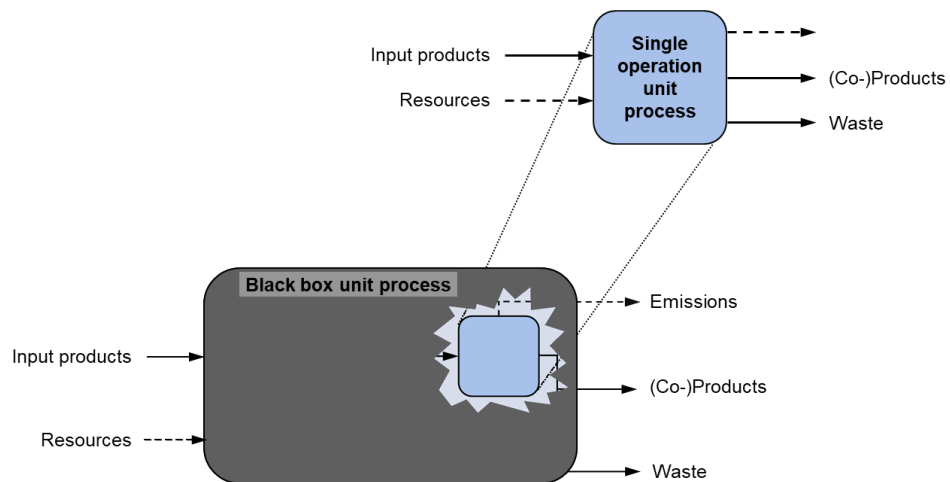 Input products
Resources
Single
operation
unit
process
(Co-)Products
Waste
Black box unit process
Input products
Resources
Emissions
(Co-)Products
Waste